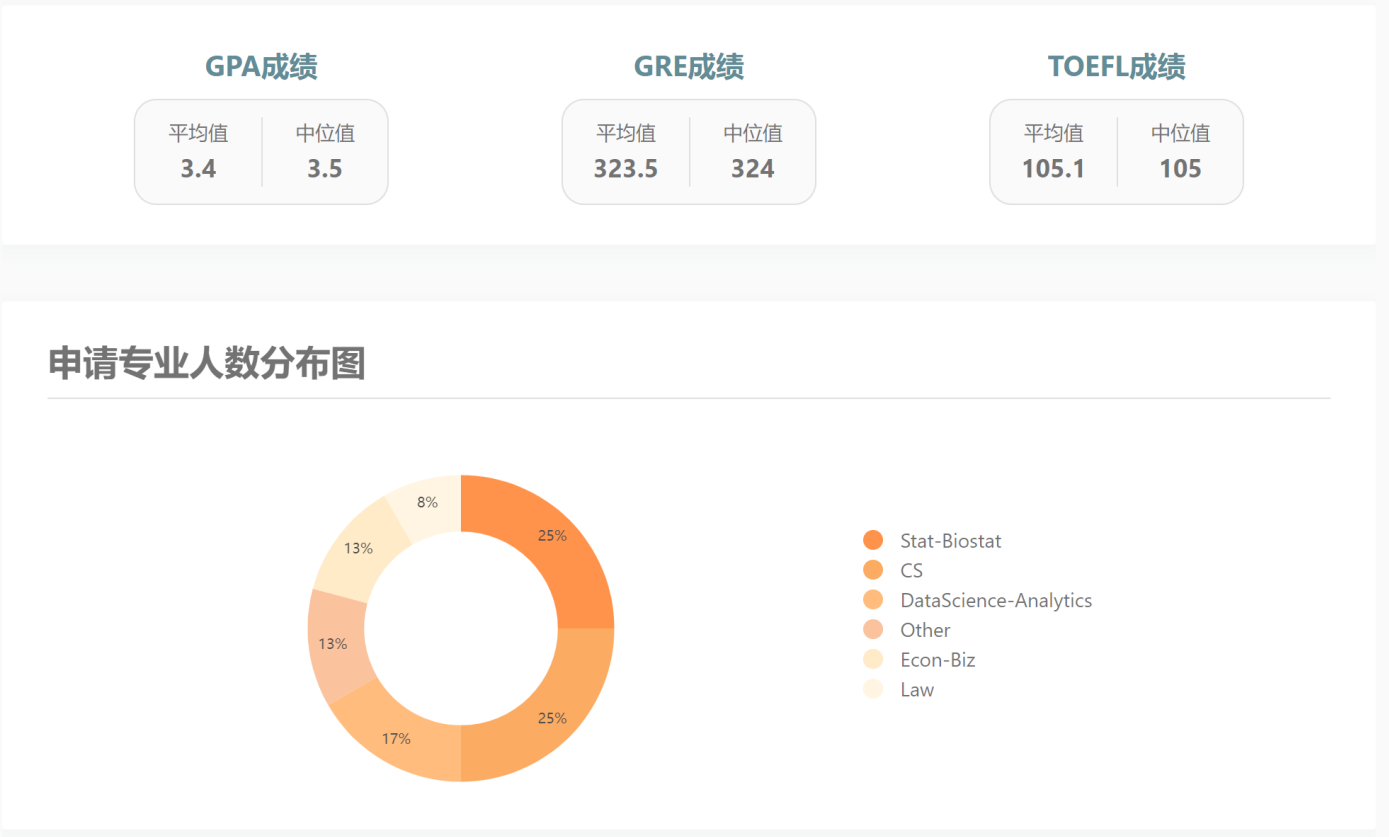 GPA成绩
GRE成绩
TOEFL成绩
平均值
中位值
平均值
中位值
平均值
中位值
3.4
3.5
323.5
324
105.1
105
申请专业人数分布图
8%
25%
13%
13%
25%
17%
Stat-Biostat
CS
DataScience-Analytics
Other
Econ-Biz
Law